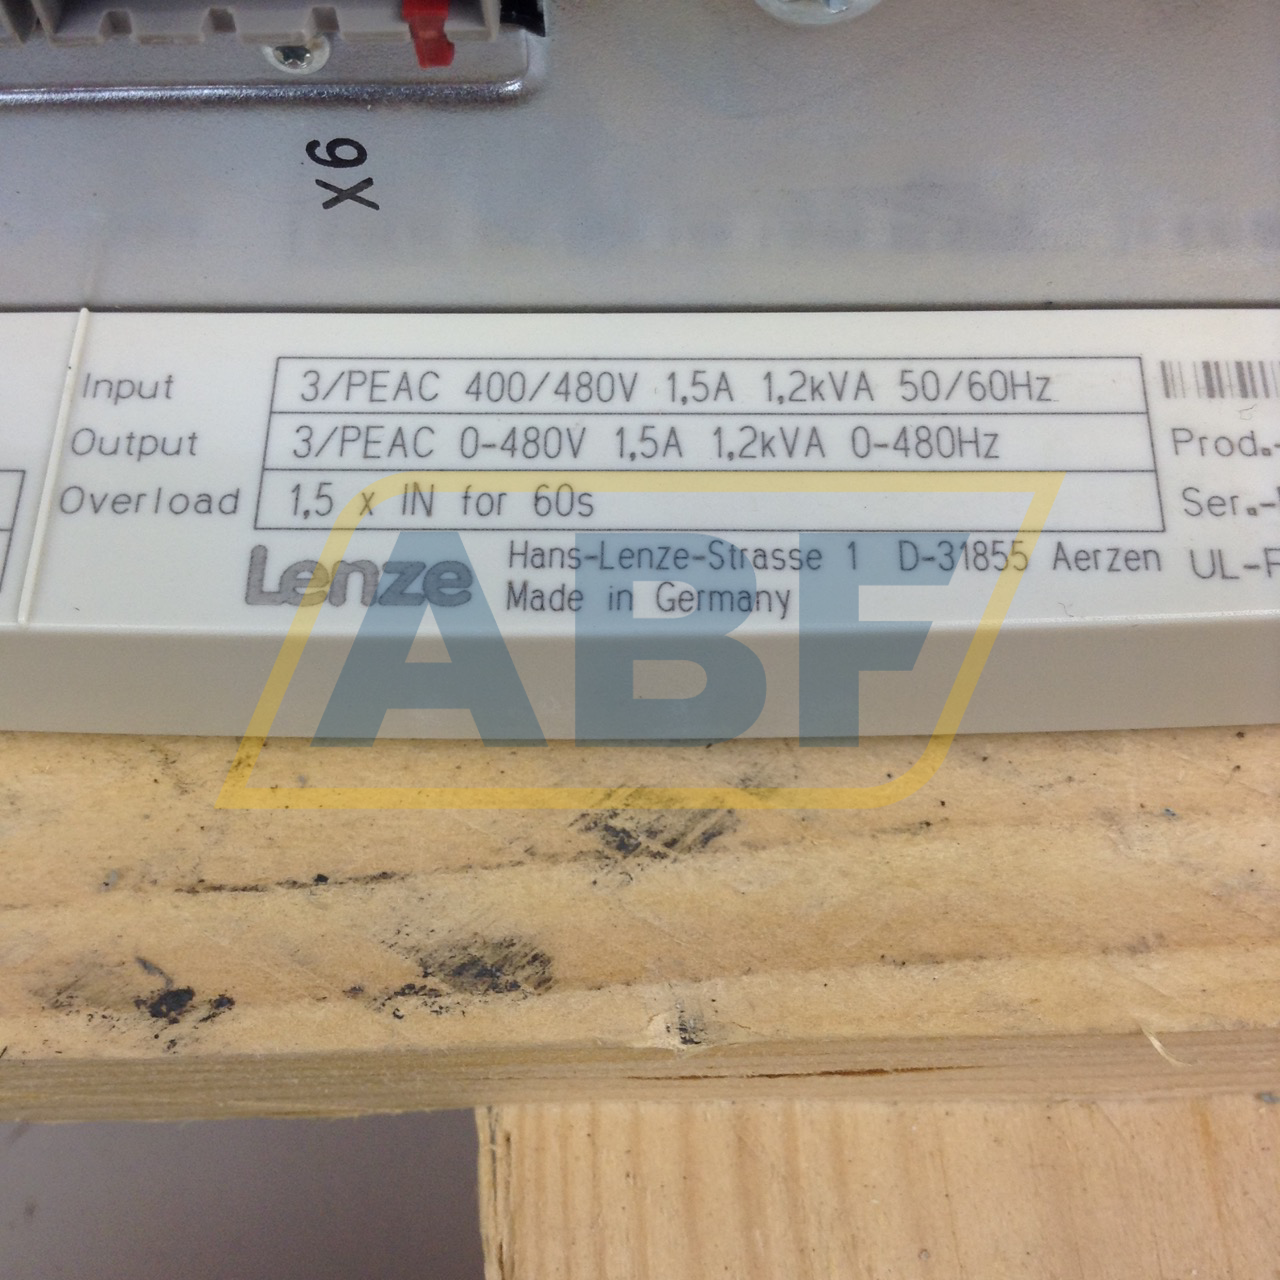 X6
Input 3/PEAC 400/480V 1,5A 1,2kVA 50/60Hz
Output 3/PEAC 0-480V 1,5A 1,2kVA 0-480Hz Prod.-
Overload 1,5 x IN for 60s Ser.-
Lenze Hans-Lenze-Strasse 1 D-31855 Aerzen UL-F
Made in Germany
ABF